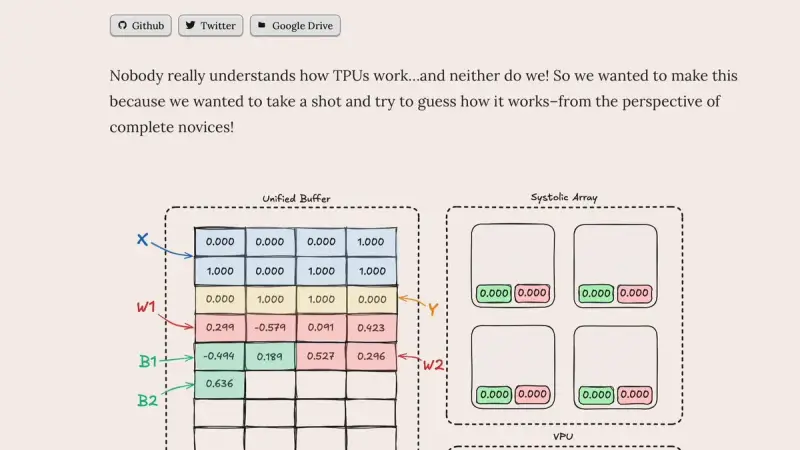 Github Twitter Google Drive
Nobody really understands how TPUs work...and neither do we! So we wanted to make this
because we wanted to take a shot and try to guess how it works–from the perspective of
complete novices!
Unified Buffer
Systolic Array
X
0.000 0.000 0.000 1.000
1.000 0.000 1.000 1.000
0.000 1.000 1.000 0.000
Y
W1
0.299 -0.579 0.091 0.423
B1
-0.494 0.189 0.527 0.296
W2
B2
0.636
0.000 0.000 0.000 0.000
0.000 0.000 0.000 0.000
VPU